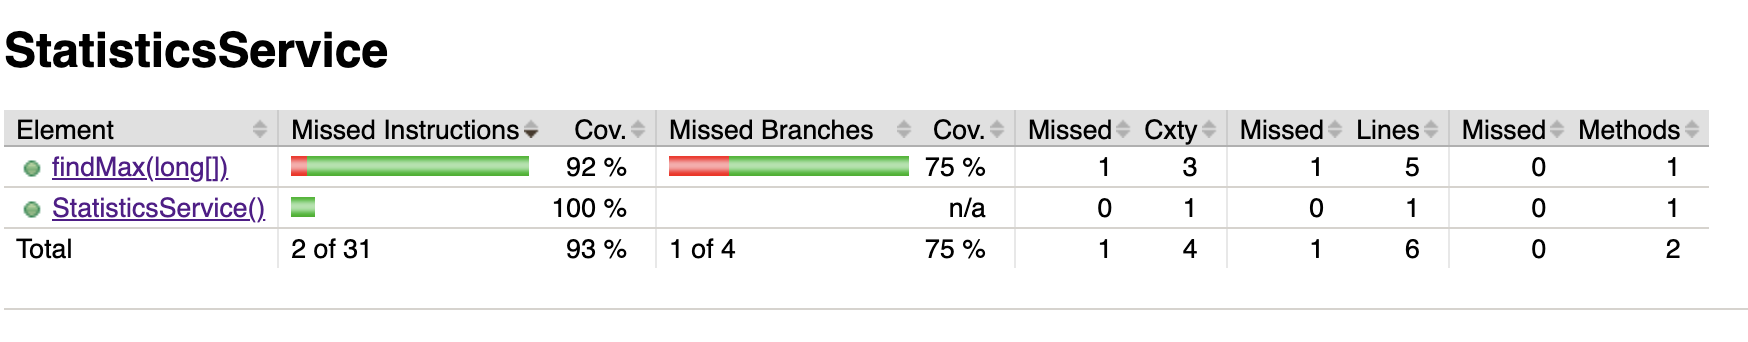 StatisticsService
Element Missed Instructions Cov. Missed Branches Cov. Missed Cxty Missed Lines Missed Methods
findMax(long[]) 92 % 75 % 1 3 1 5 0 1
StatisticsService() 100 % n/a 0 1 0 1 0 1
Total 2 of 31 93 % 1 of 4 75 % 1 4 1 6 0 2